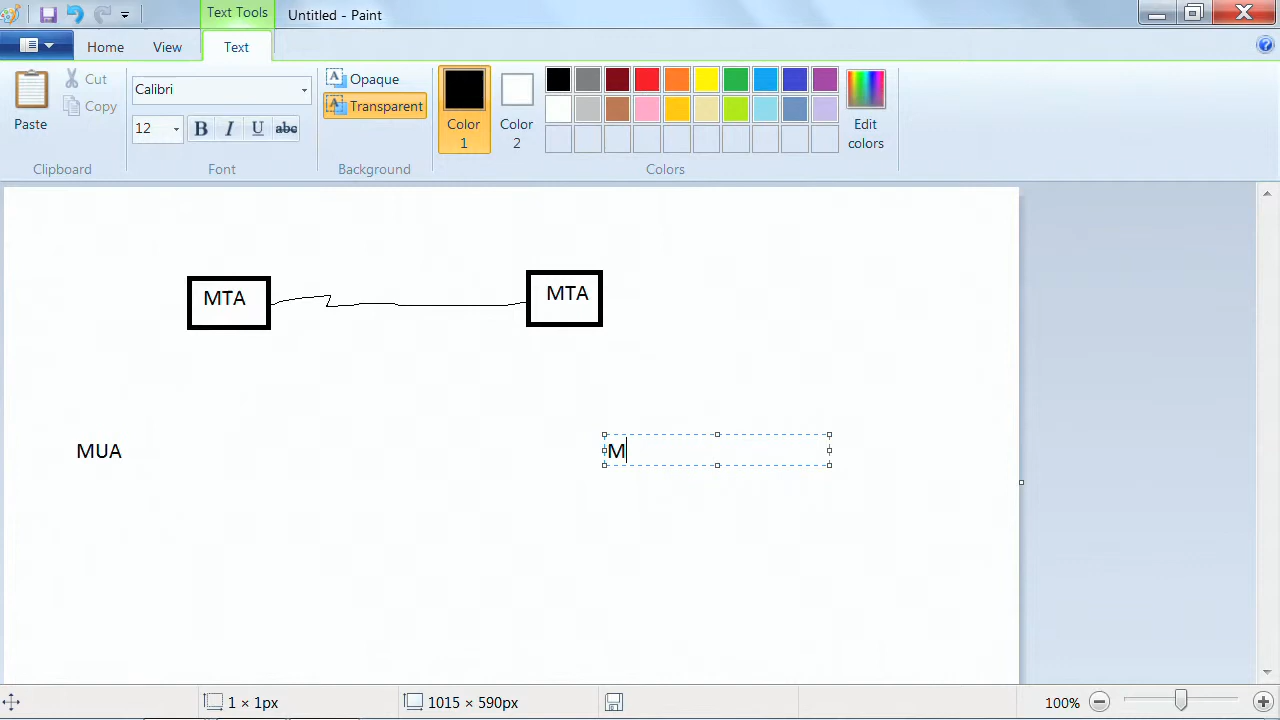 Text Tools
Untitled - Paint
Home
View
Text
Paste
Cut
Copy
Clipboard
Calibri
12
B
I
U
abc
Font
A
Opaque
A
Transparent
Background
Color
1
Color
2
Edit
colors
Colors
MTA
MTA
MUA
M
1 × 1px
1015 × 590px
100%